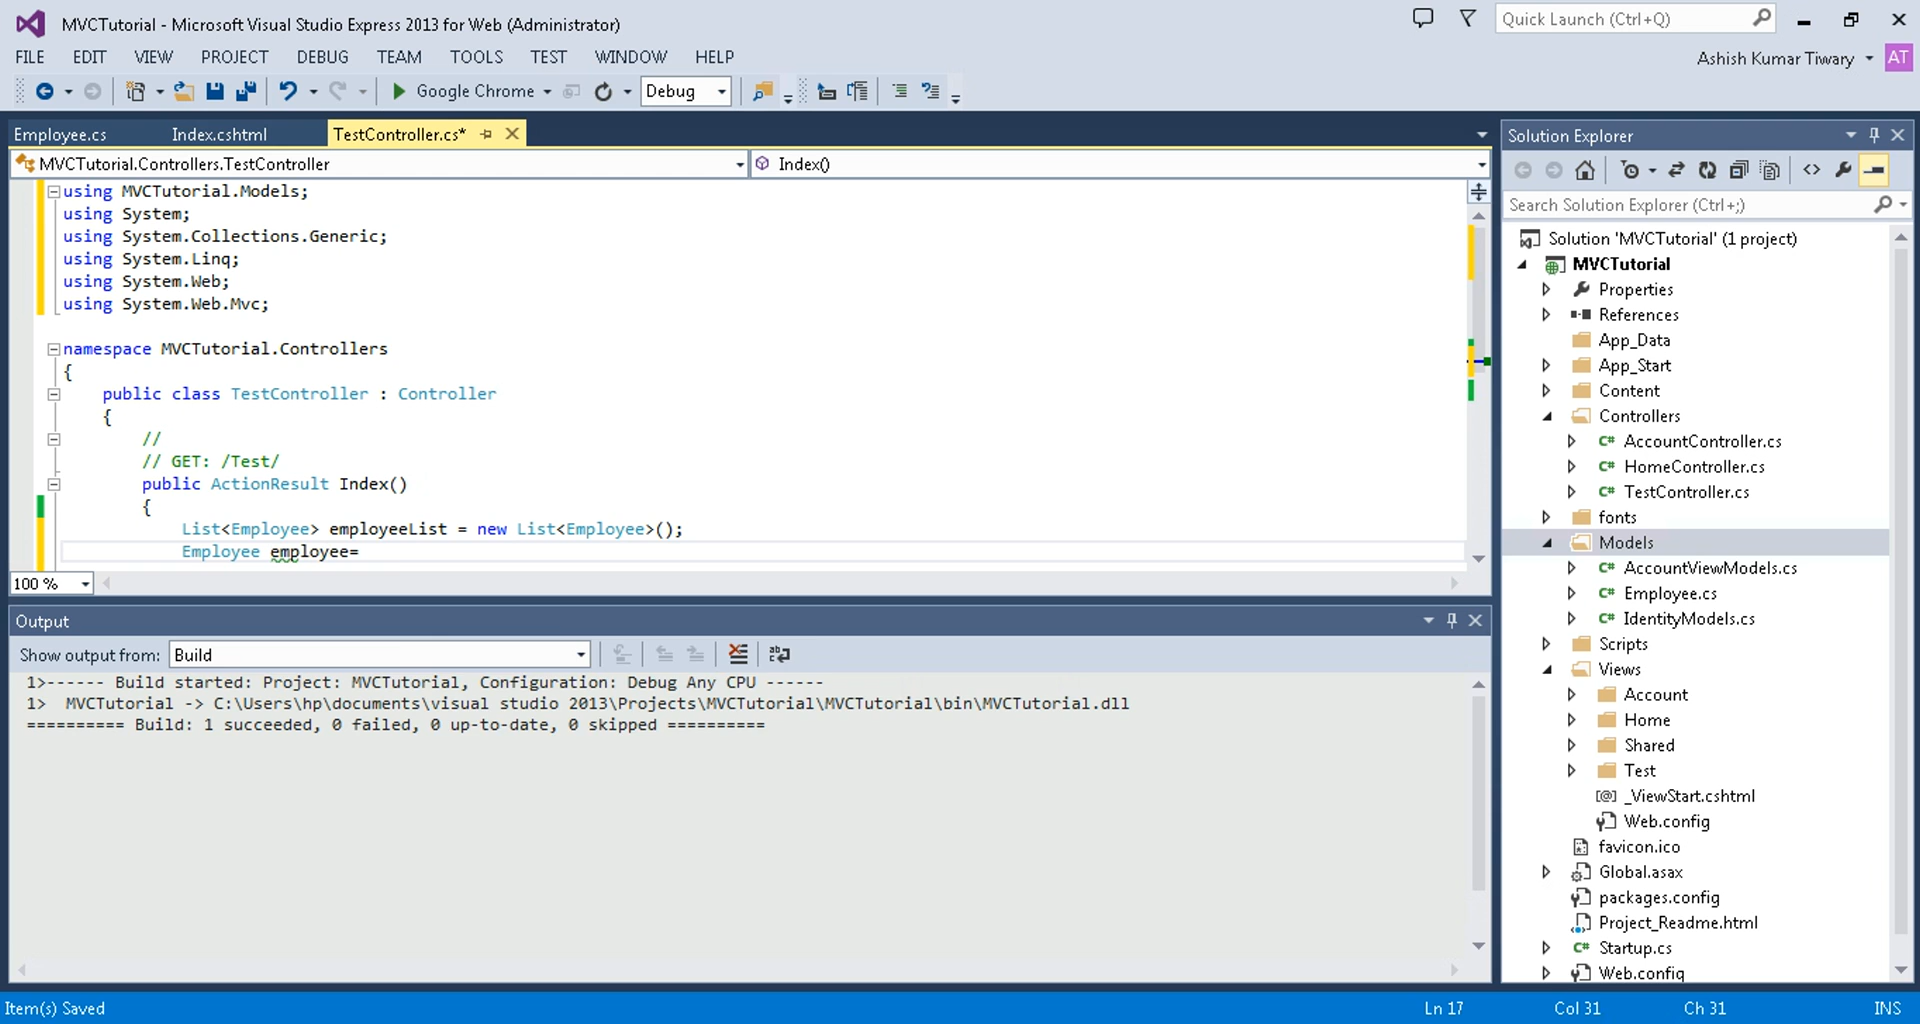 MVCTutorial - Microsoft Visual Studio Express 2013 for Web (Administrator)
Quick Launch (Ctrl+Q)
FILE EDIT VIEW PROJECT DEBUG TEAM TOOLS TEST WINDOW HELP
Ashish Kumar Tiwary AT
Google Chrome Debug
Employee.cs Index.cshtml TestController.cs*
MVCTutorial.Controllers.TestController Index()
using MVCTutorial.Models;
using System;
using System.Collections.Generic;
using System.Linq;
using System.Web;
using System.Web.Mvc;
namespace MVCTutorial.Controllers
{
public class TestController : Controller
{
//
// GET: /Test/
public ActionResult Index()
{
List<Employee> employeeList = new List<Employee>();
Employee employee=
100 %
Output
Show output from: Build
1>------ Build started: Project: MVCTutorial, Configuration: Debug Any CPU ------
1>  MVCTutorial -> C:\Users\hp\documents\visual studio 2013\Projects\MVCTutorial\MVCTutorial\bin\MVCTutorial.dll
========== Build: 1 succeeded, 0 failed, 0 up-to-date, 0 skipped ==========
Solution Explorer
Search Solution Explorer (Ctrl+;)
Solution 'MVCTutorial' (1 project)
MVCTutorial
Properties
References
App_Data
App_Start
Content
Controllers
C# AccountController.cs
C# HomeController.cs
C# TestController.cs
fonts
Models
C# AccountViewModels.cs
C# Employee.cs
C# IdentityModels.cs
Scripts
Views
Account
Home
Shared
Test
[@] _ViewStart.cshtml
Web.config
favicon.ico
Global.asax
packages.config
Project_Readme.html
C# Startup.cs
Web.config
Item(s) Saved Ln 17 Col 31 Ch 31 INS